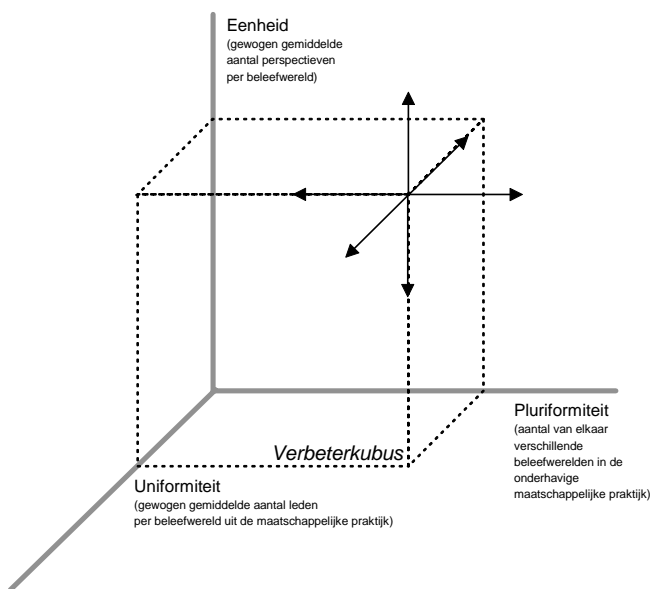 Eenheid
(gewogen gemiddelde
aantal perspectieven
per beleefwereld)
Pluriformiteit
(aantal van elkaar
verschillende
beleefwerelden in de
onderhavige
maatschappelijke praktijk)
Verbeterkubus
Uniformiteit
(gewogen gemiddelde aantal leden
per beleefwereld uit de maatschappelijke praktijk)